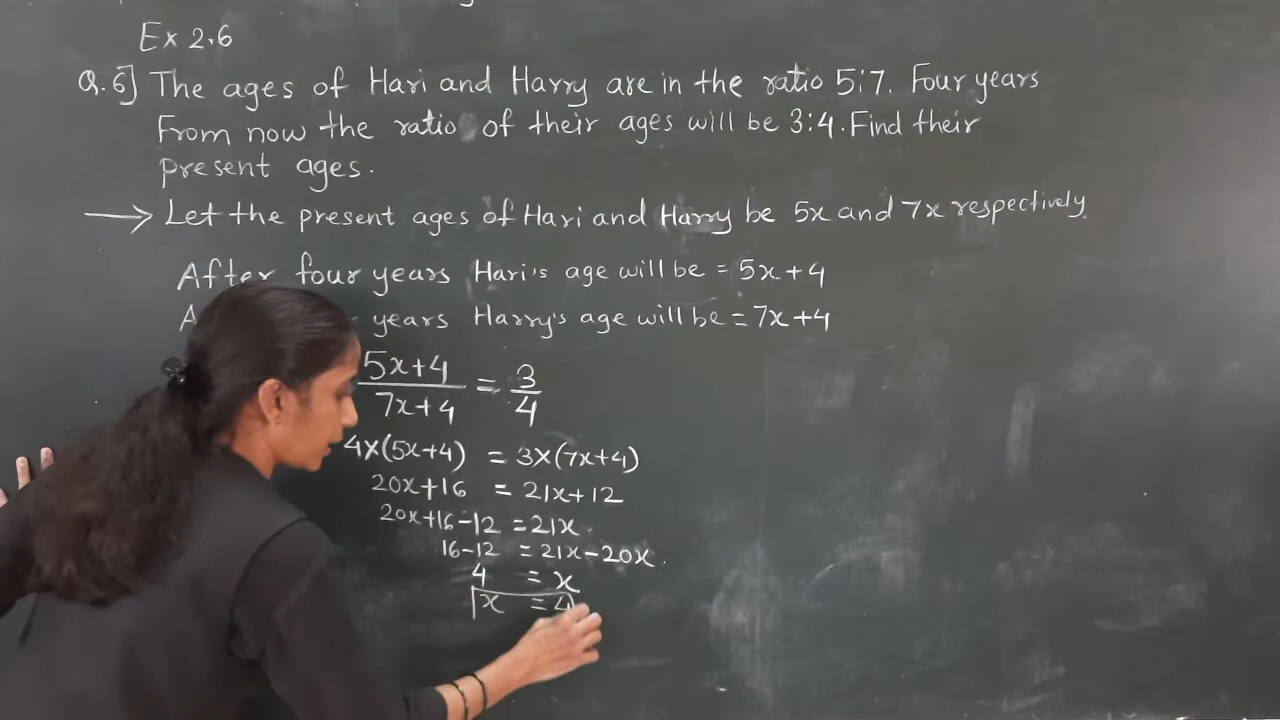 Ex 2.6
Q.6] The ages of Hari and Harry are in the ratio 5:7. Four years
From now the ratio of their ages will be 3:4. Find their
present ages.
→ Let the present ages of Hari and Harry be 5x and 7x respectively.
After four years Hari's age will be = 5x+4
A years Harry's age will be = 7x+4
5x+4/7x+4 = 3/4
4×(5x+4) = 3×(7x+4)
20x+16 = 21x+12
20x+16-12 = 21x.
16-12 = 21x-20x.
4 = x
x = 4